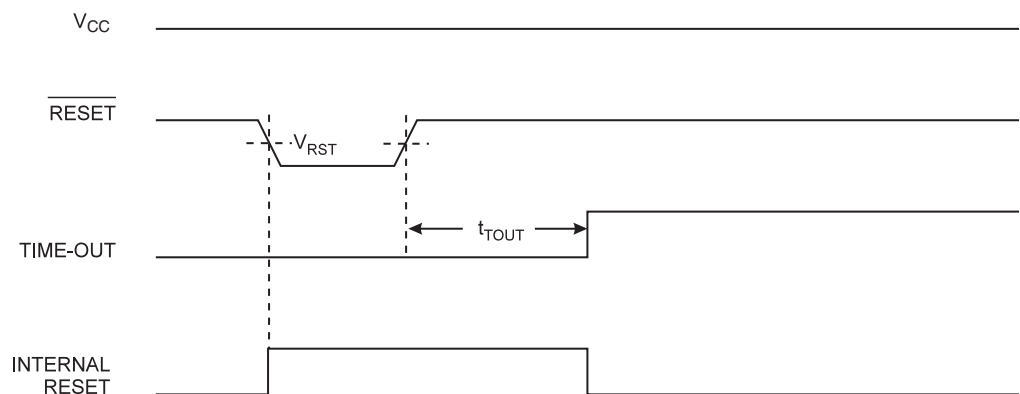 VCC
RESET
VRST
tTOUT
TIME-OUT
INTERNAL
RESET